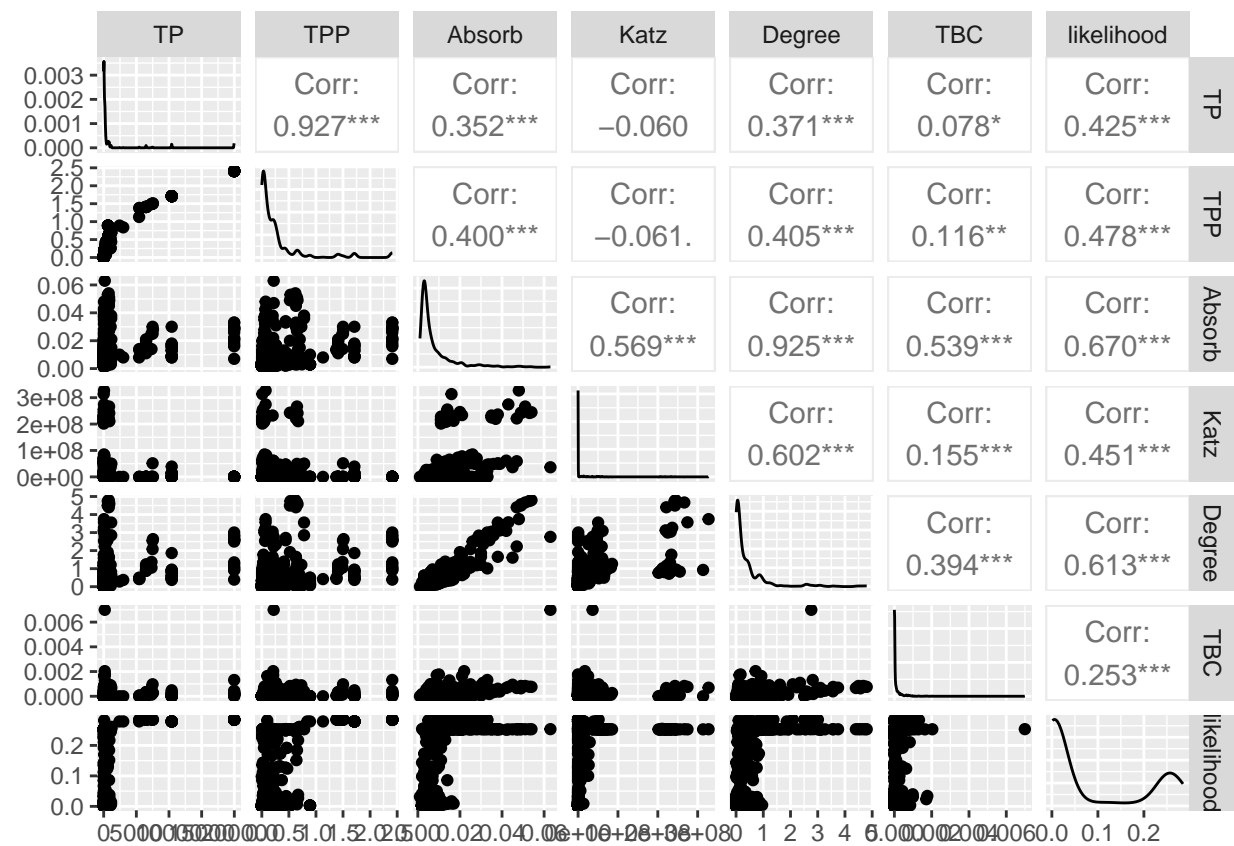 TP TPP Absorb Katz Degree TBC likelihood
0.003
0.002
0.001
0.000
Corr: Corr: Corr: Corr: Corr: Corr:
0.927*** 0.352*** −0.060 0.371*** 0.078* 0.425***
TP
2.5
2.0
1.5
1.0
0.5
0.0
Corr: Corr: Corr: Corr: Corr:
0.400*** −0.061. 0.405*** 0.116** 0.478***
TPP
0.06
0.04
0.02
0.00
Corr: Corr: Corr: Corr:
0.569*** 0.925*** 0.539*** 0.670***
Absorb
3e+08
2e+08
1e+08
0e+00
Corr: Corr: Corr:
0.602*** 0.155*** 0.451***
Katz
5
4
3
2
1
0
Corr: Corr:
0.394*** 0.613***
Degree
0.006
0.004
0.002
0.000
Corr:
0.253***
TBC
0.2
0.1
0.0
likelihood
0 1 2 3 4 5 0.0 0.1 0.2